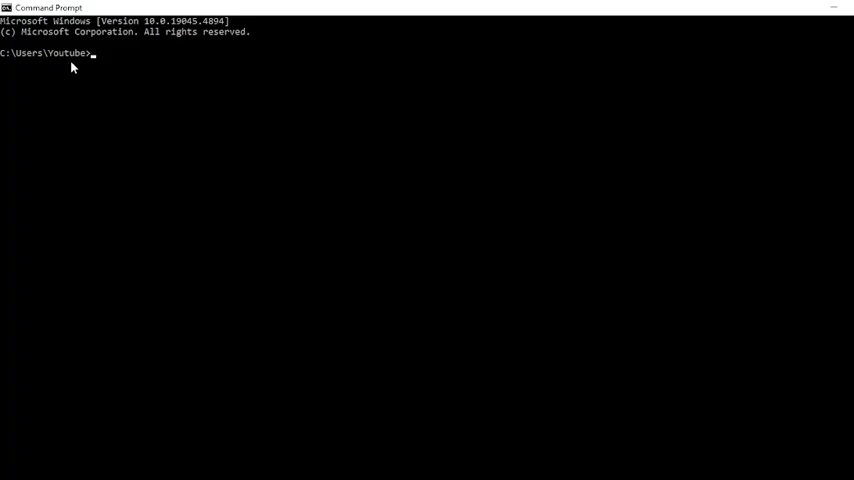 Command Prompt
Microsoft Windows [Version 10.0.19045.4894]
(c) Microsoft Corporation. All rights reserved.
C:\Users\Youtube>